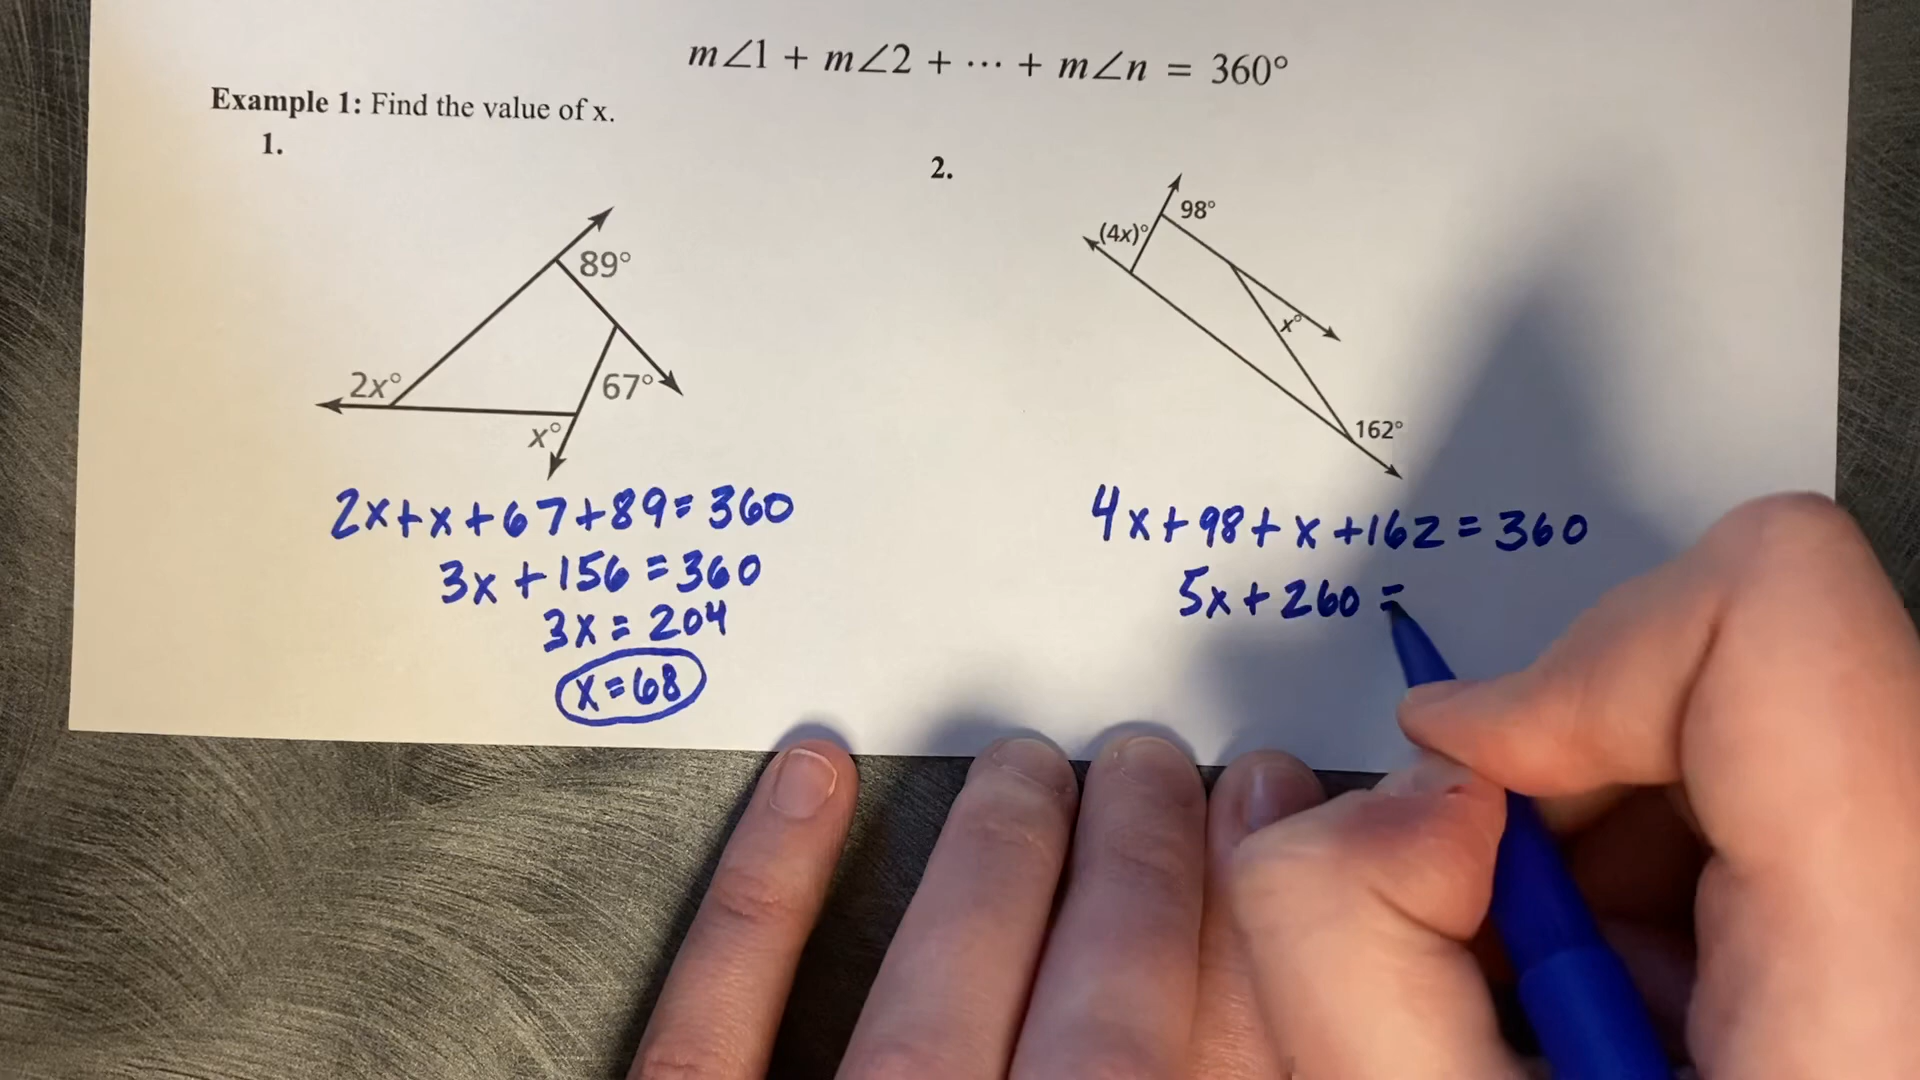 m∠1 + m∠2 + ⋯ + m∠n = 360°
Example 1: Find the value of x.
1.
89°
2x°
67°
x°
2x+x+67+89=360
3x+156=360
3x=204
x=68
2.
98°
(4x)°
x°
162°
4x+98+x+162=360
5x+260=